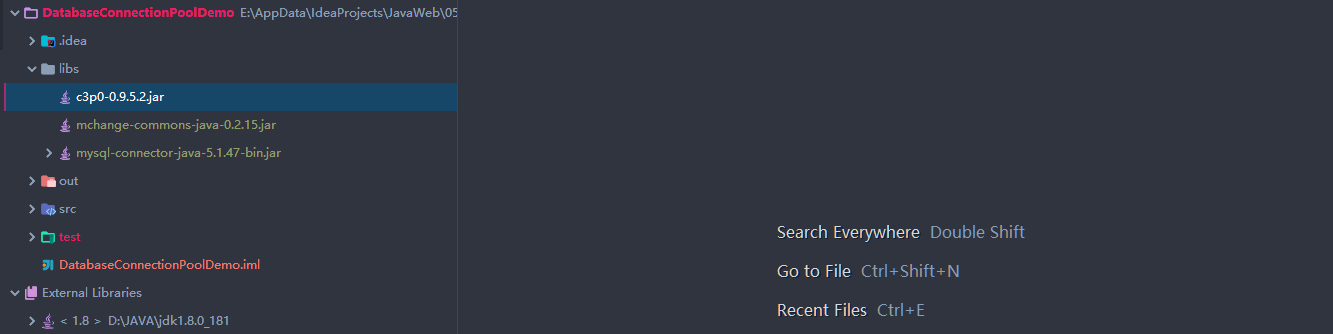 DatabaseConnectionPoolDemo E:\AppData\IdeaProjects\JavaWeb\05
.idea
libs
c3p0-0.9.5.2.jar
mchange-commons-java-0.2.15.jar
mysql-connector-java-5.1.47-bin.jar
out
src
test
DatabaseConnectionPoolDemo.iml
External Libraries
< 1.8 > D:\JAVA\jdk1.8.0_181
Search Everywhere Double Shift
Go to File Ctrl+Shift+N
Recent Files Ctrl+E